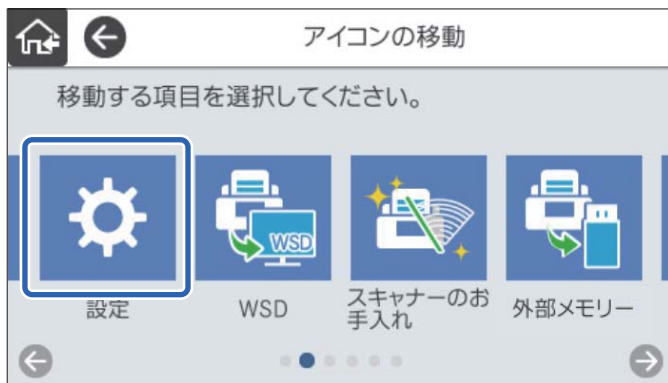 アイコンの移動
移動する項目を選択してください。
WSD
設定
WSD
スキャナーのお
手入れ
外部メモリー